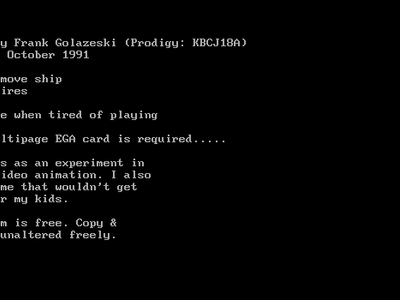 y Frank Golazeski (Prodigy: KBCJ18A)
October 1991
move ship
ires
e when tired of playing
ltipage EGA card is required.....
s as an experiment in
ideo animation. I also
me that wouldn't get
r my kids.
m is free. Copy &
unaltered freely.